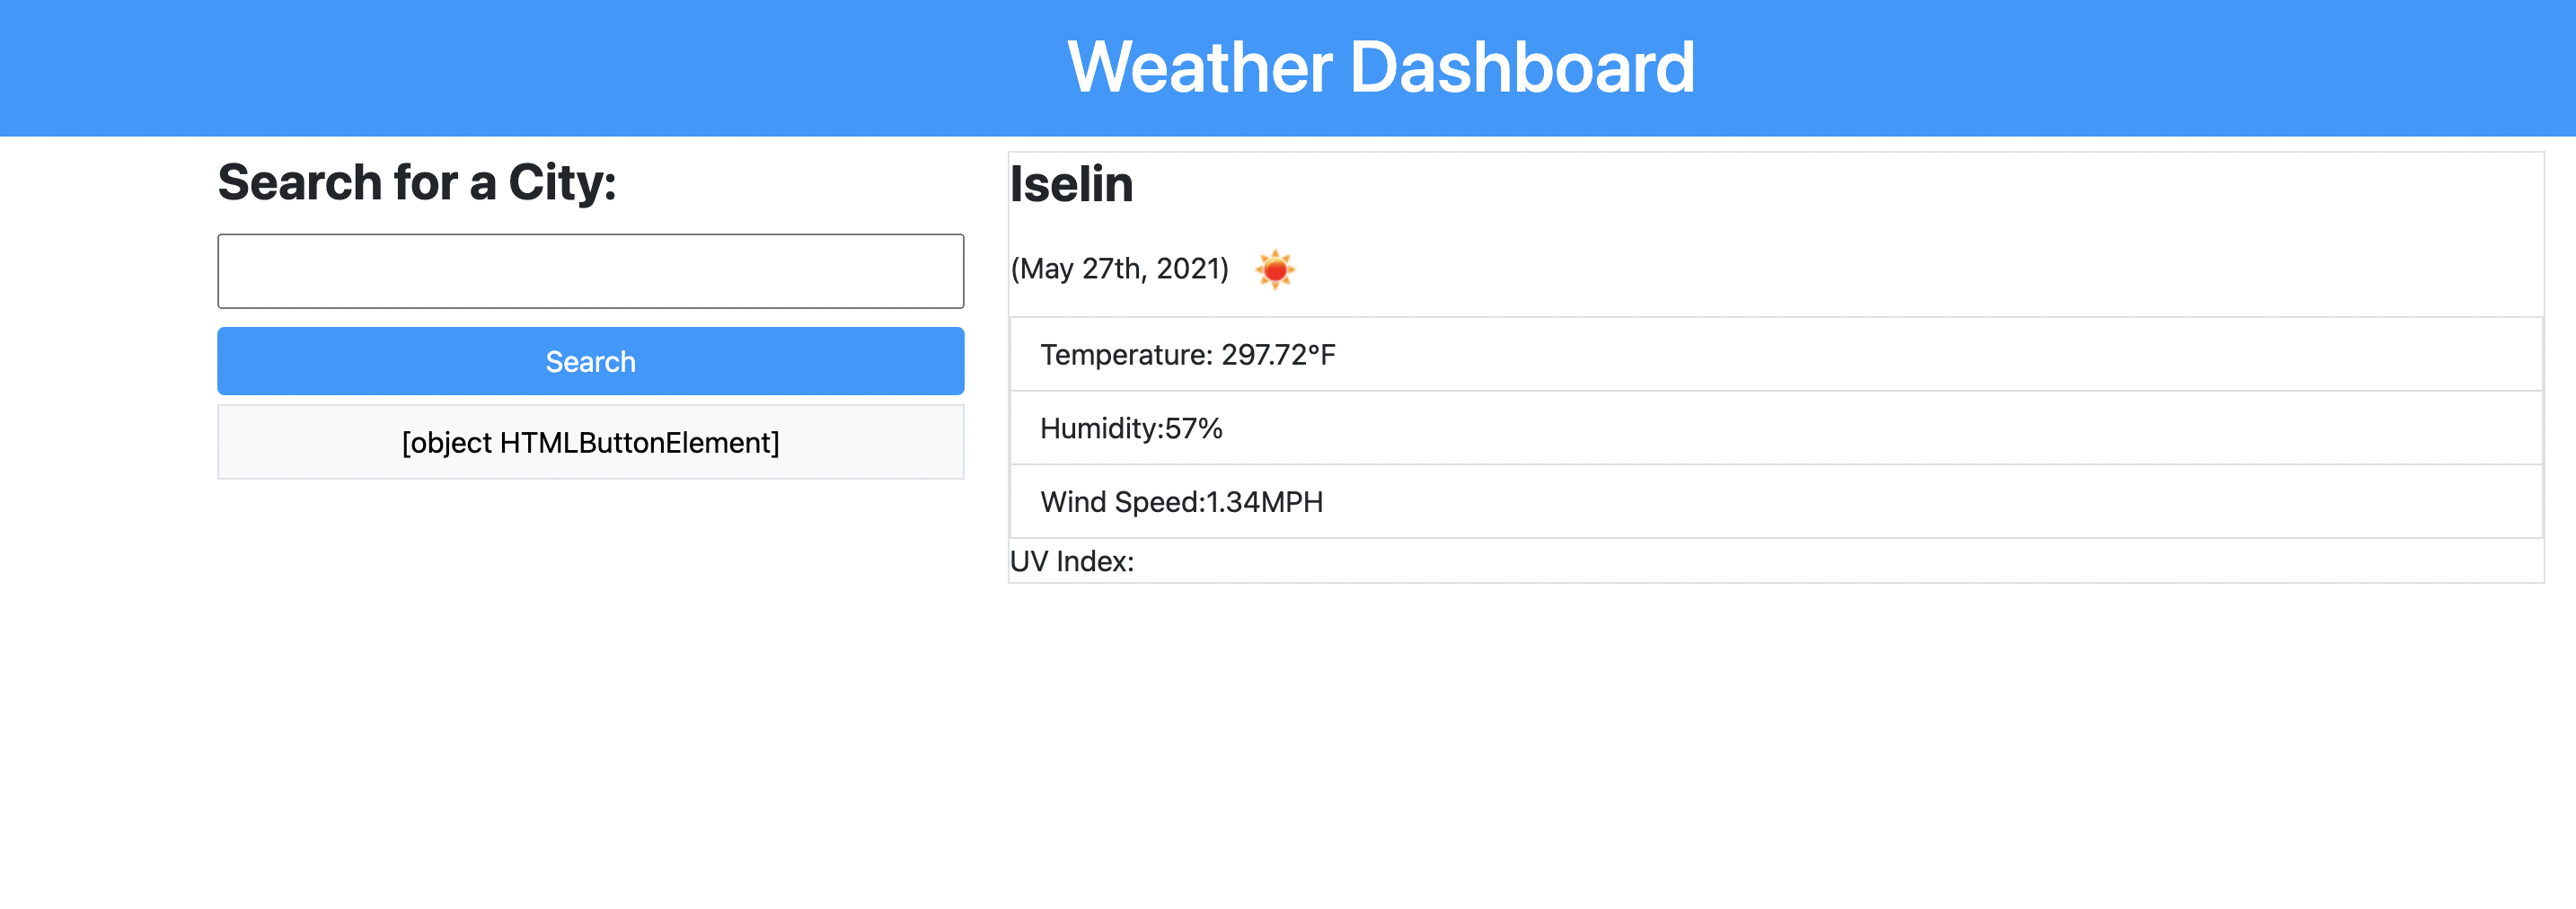 Weather Dashboard
Search for a City:
Search
[object HTMLButtonElement]
Iselin
(May 27th, 2021)
Temperature: 297.72°F
Humidity:57%
Wind Speed:1.34MPH
UV Index: